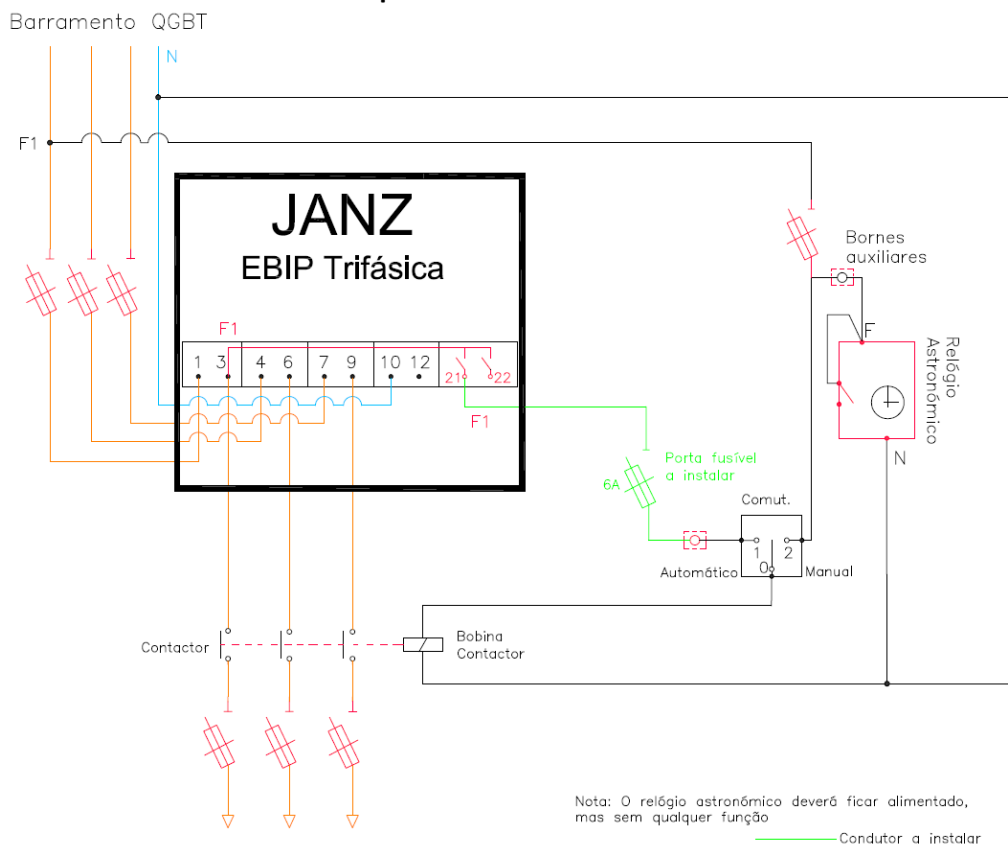 Barramento QGBT
N
F1
JANZ
EBIP Trifásica
Bornes
auxiliares
F
Relógio
Astronómico
F1
1 3 4 6 7 9 10 12
21 22
F1
N
Porta fusível
a instalar
6A
Comut.
1 2
0
Automático
Manual
Contactor
Bobina
Contactor
Nota: O relógio astronómico deverá ficar alimentado,
mas sem qualquer função
Condutor a instalar